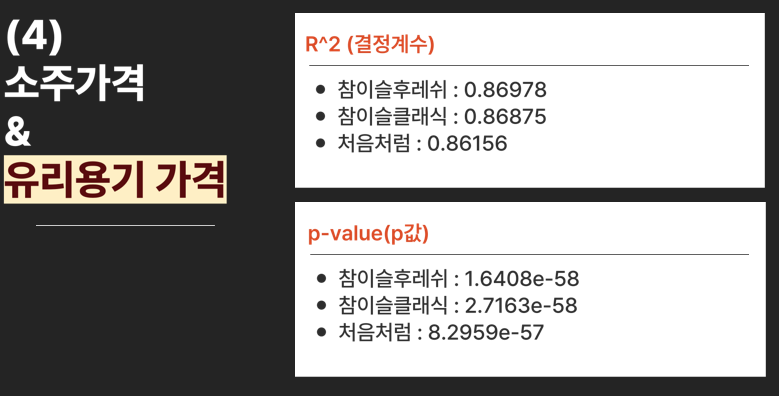 (4)
소주가격
&
유리용기 가격
R^2 (결정계수)
• 참이슬후레쉬 : 0.86978
• 참이슬클래식 : 0.86875
• 처음처럼 : 0.86156
p-value(p값)
• 참이슬후레쉬 : 1.6408e-58
• 참이슬클래식 : 2.7163e-58
• 처음처럼 : 8.2959e-57